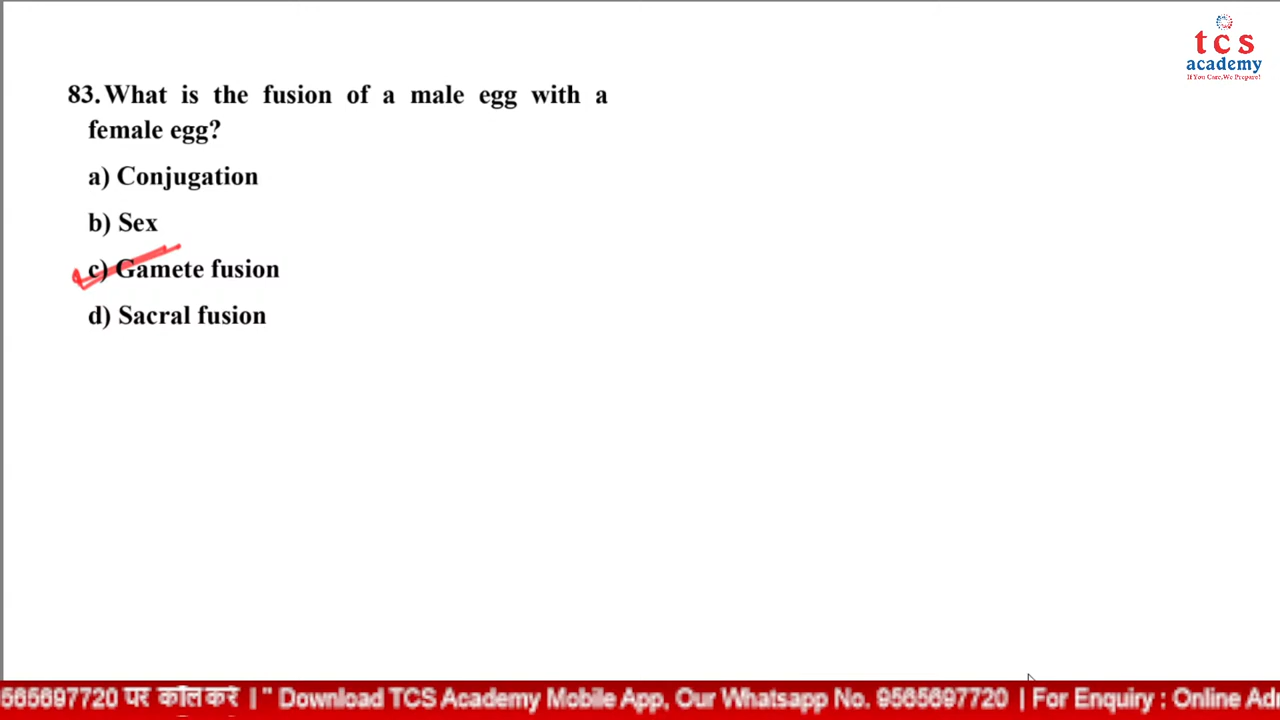 tcs
academy
If You Care, We Prepare!
83. What is the fusion of a male egg with a
female egg?
a) Conjugation
b) Sex
c) Gamete fusion
d) Sacral fusion
565697720 पर कॉल करें | " Download TCS Academy Mobile App, Our Whatsapp No. 9565697720 | For Enquiry : Online Adm